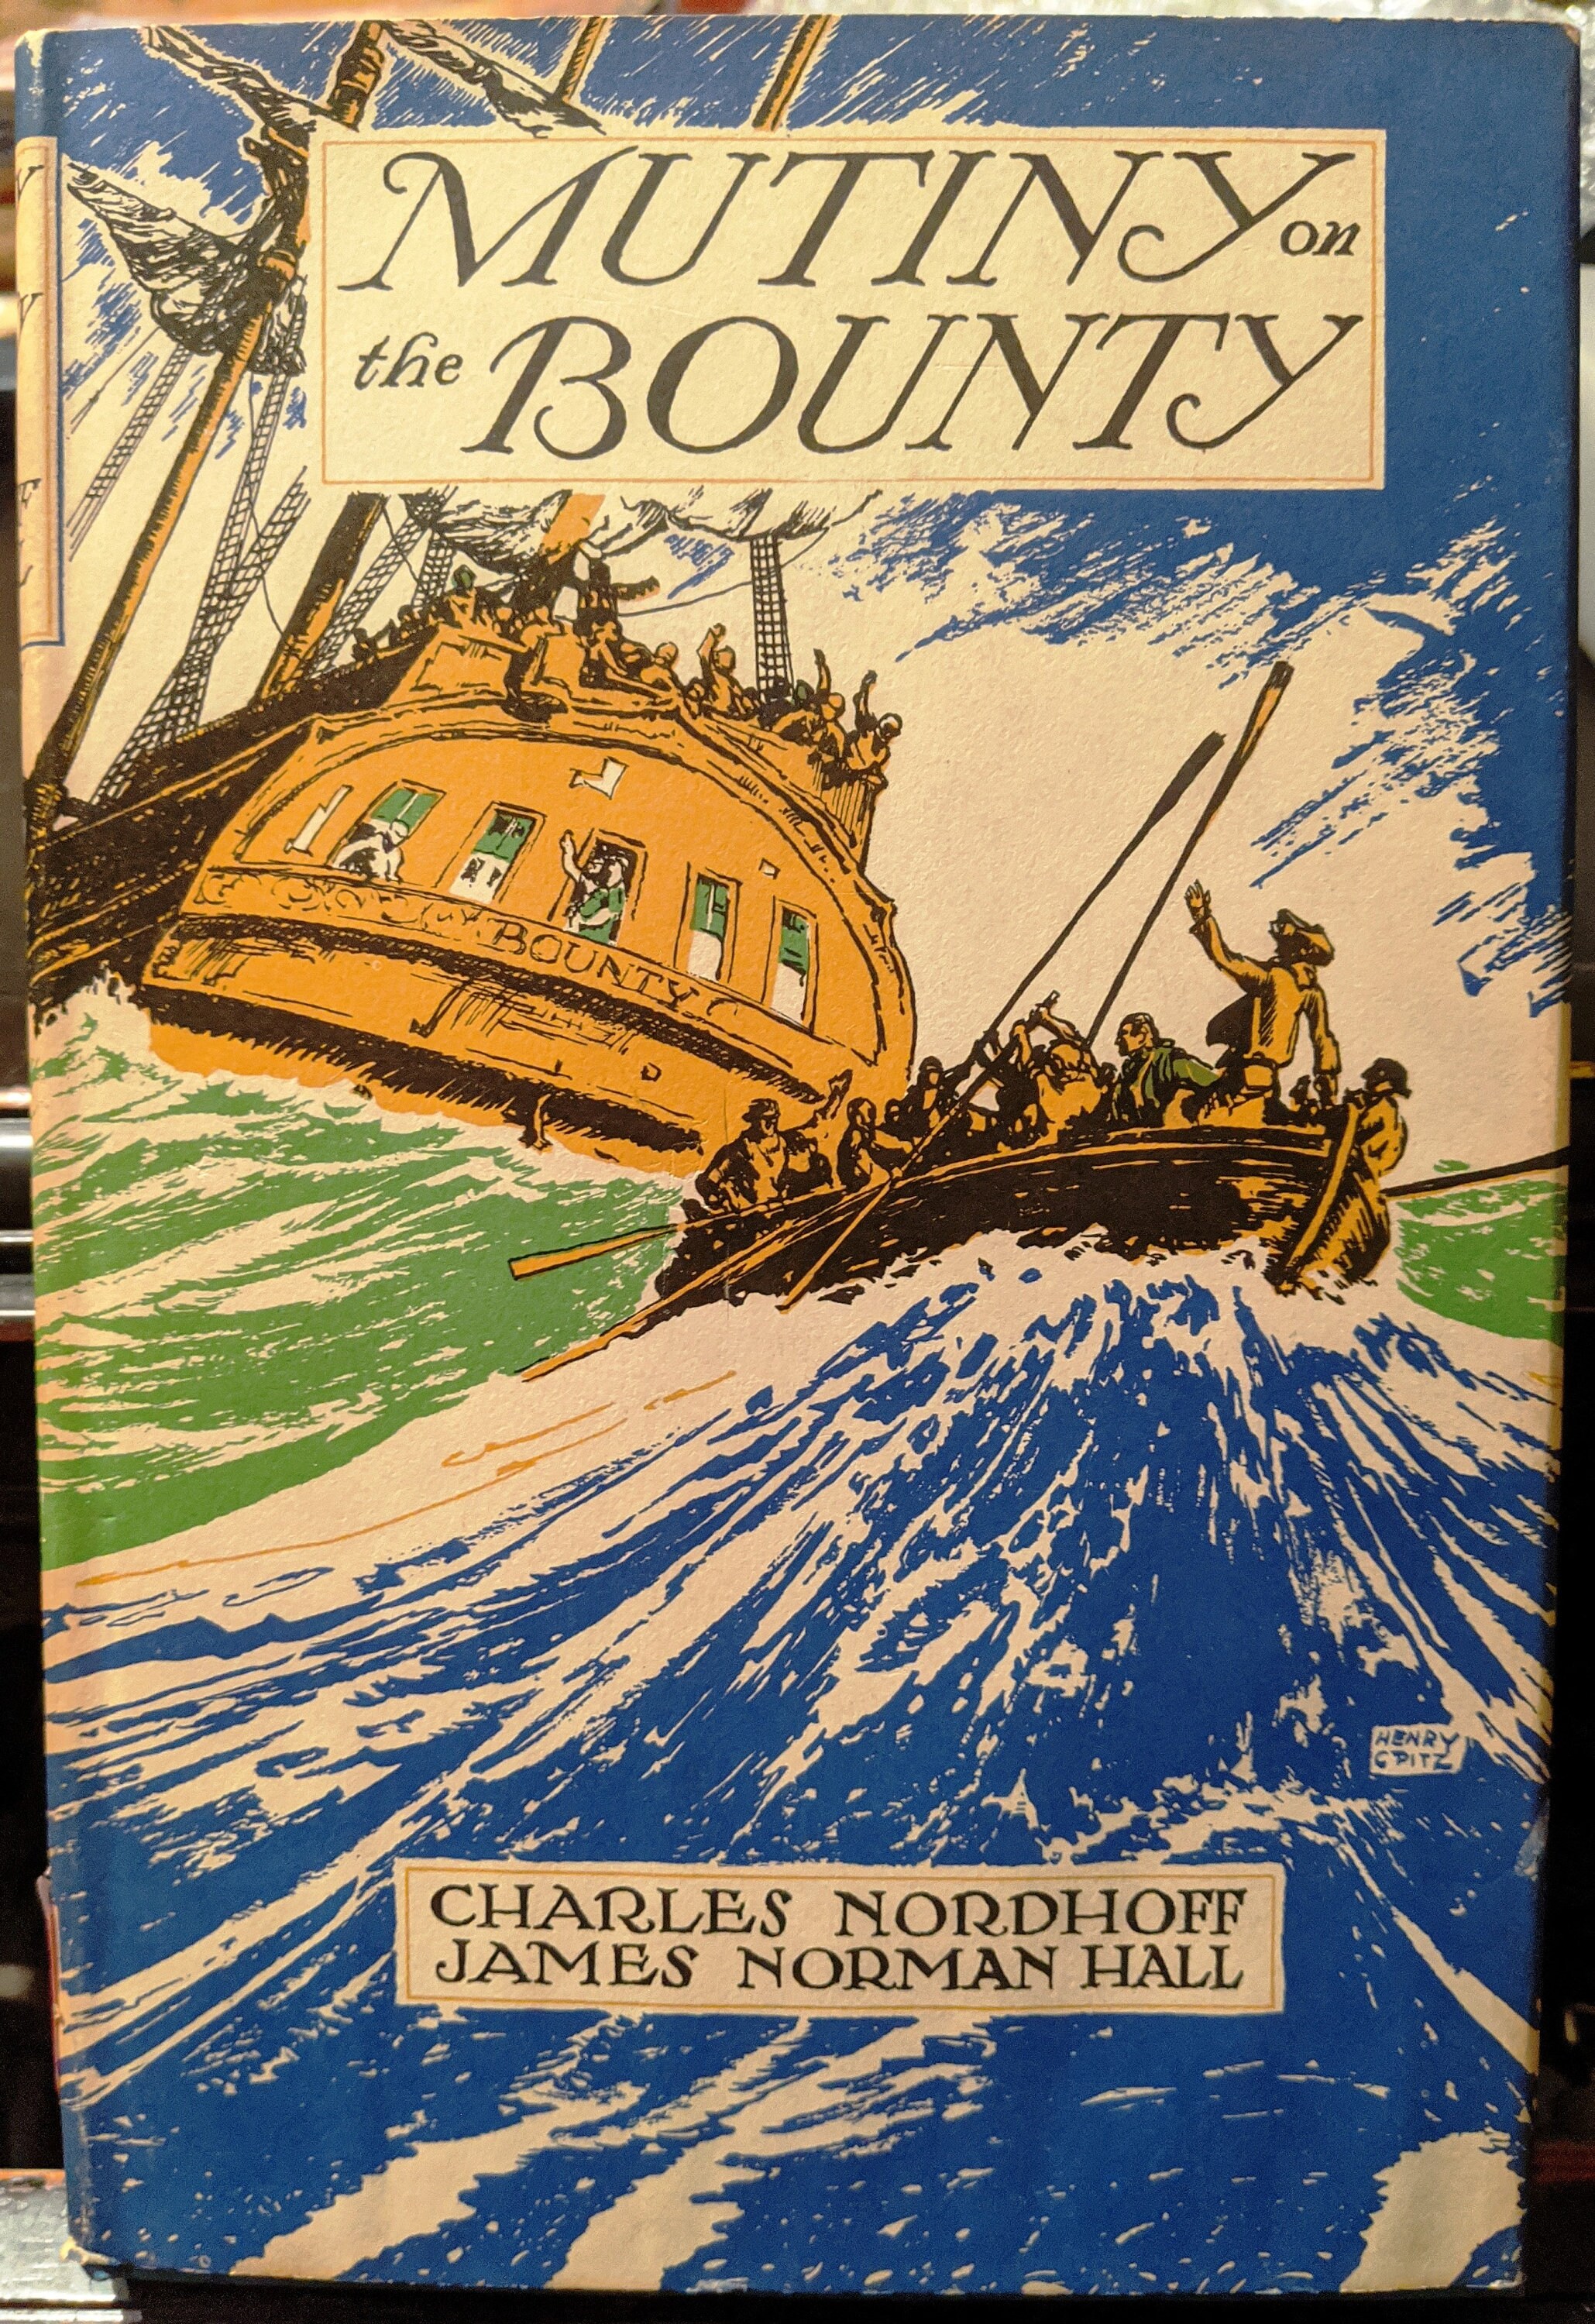 MUTINY on
the BOUNTY
BOUNTY
HENRY
C PITZ
CHARLES NORDHOFF
JAMES NORMAN HALL